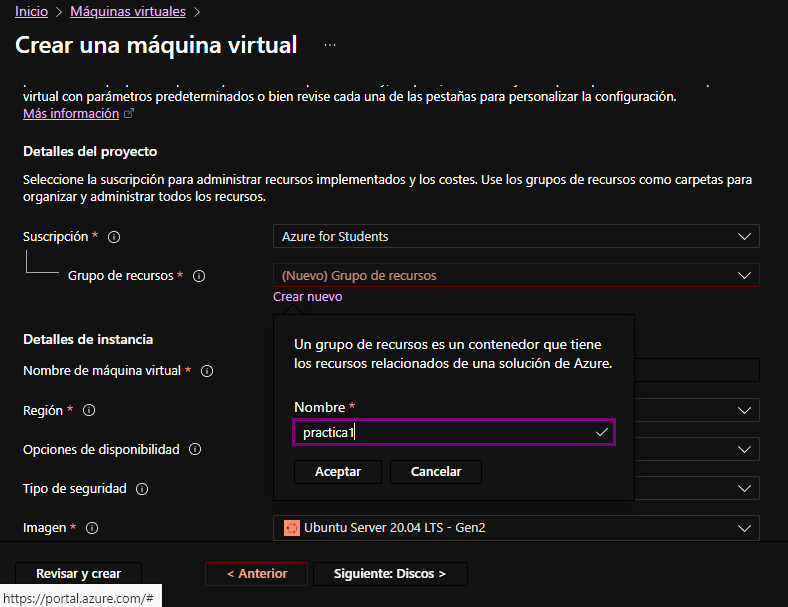 Inicio > Máquinas virtuales >
Crear una máquina virtual ...
virtual con parámetros predeterminados o bien revise cada una de las pestañas para personalizar la configuración.
Más información
Detalles del proyecto
Seleccione la suscripción para administrar recursos implementados y los costes. Use los grupos de recursos como carpetas para
organizar y administrar todos los recursos.
Suscripción *
Azure for Students
Grupo de recursos *
(Nuevo) Grupo de recursos
Crear nuevo
Un grupo de recursos es un contenedor que tiene
los recursos relacionados de una solución de Azure.
Nombre *
practica1
Aceptar
Cancelar
Detalles de instancia
Nombre de máquina virtual *
Región *
Opciones de disponibilidad
Tipo de seguridad
Imagen *
Ubuntu Server 20.04 LTS - Gen2
Revisar y crear
< Anterior
Siguiente: Discos >
https://portal.azure.com/#